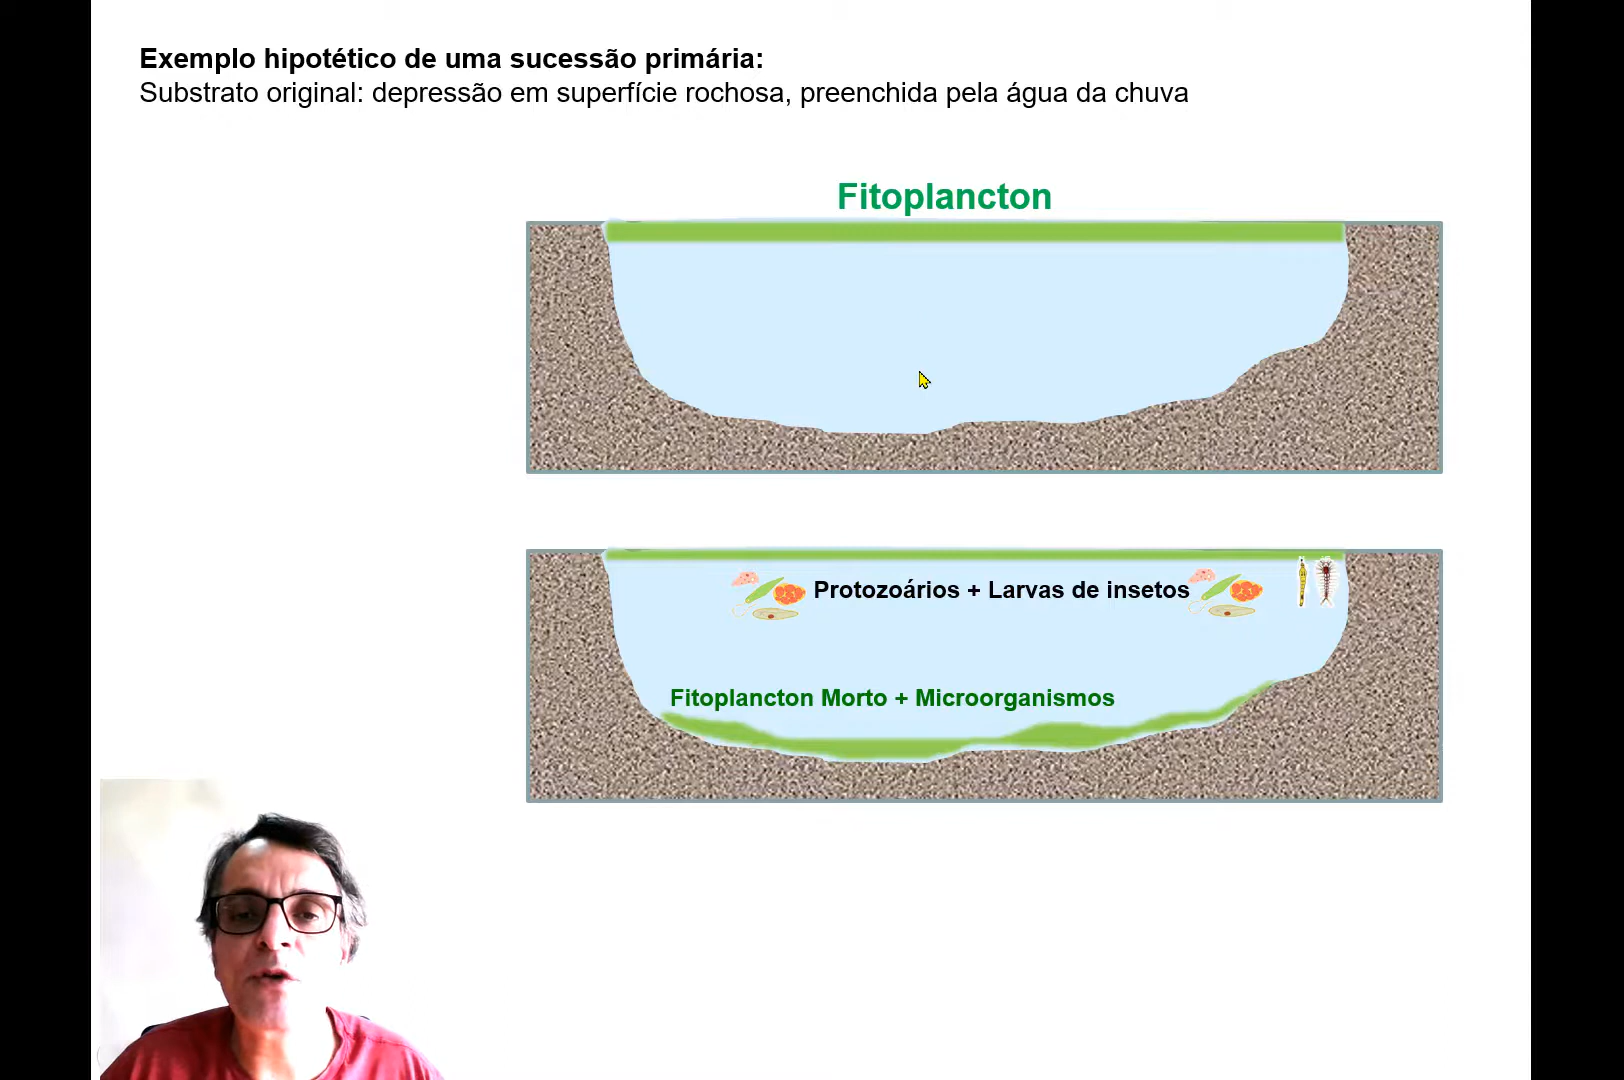 Exemplo hipotético de uma sucessão primária:
Substrato original: depressão em superfície rochosa, preenchida pela água da chuva
Fitoplancton
Protozoários + Larvas de insetos
Fitoplancton Morto + Microorganismos